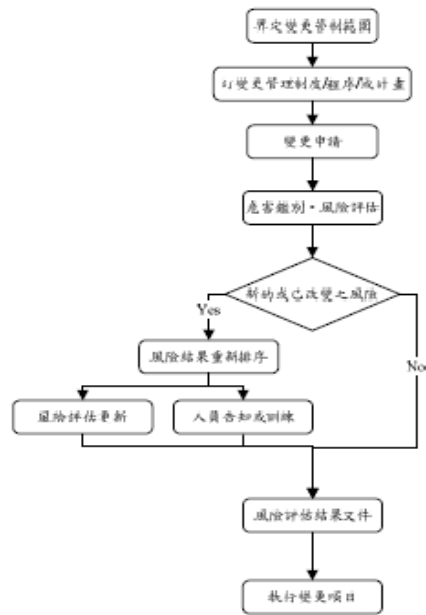 界定變更管制範圍
訂變更管理制度/程序/或計畫
變更申請
危害鑑別、風險評估
新的或已改變之風險
Yes
No
風險結果重新排序
風險評估更新
人員告知或訓練
風險評估結果文件
執行變更項目